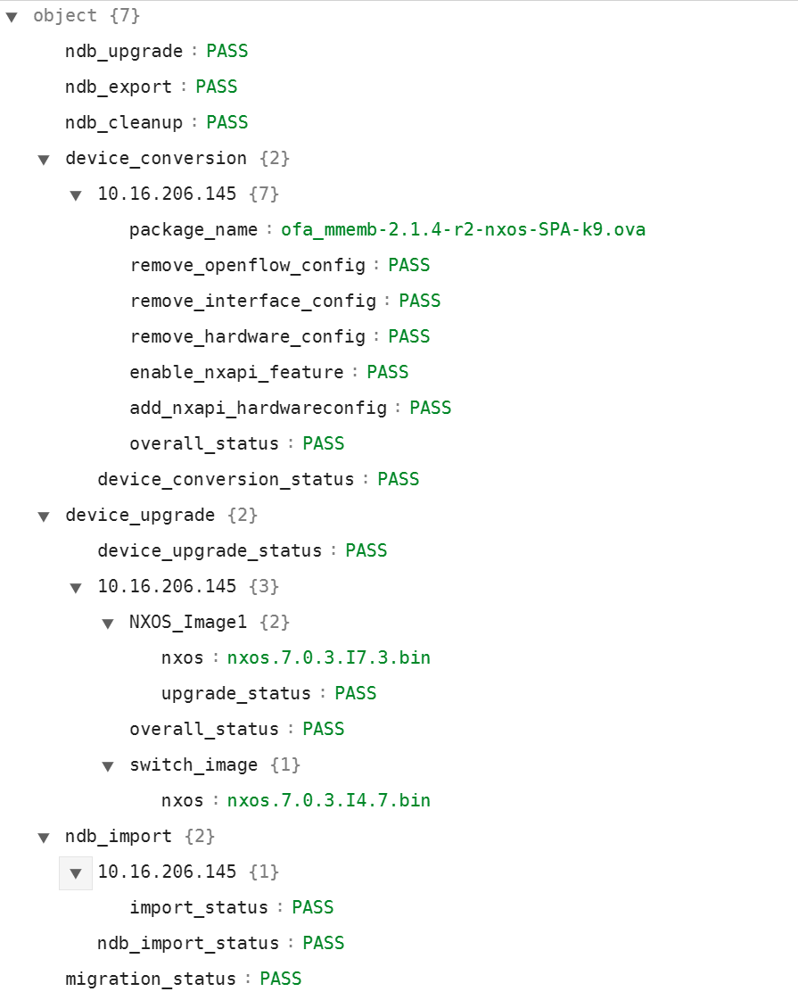 object {7}
ndb_upgrade : PASS
ndb_export : PASS
ndb_cleanup : PASS
device_conversion {2}
10.16.206.145 {7}
package_name : ofa_mmemb-2.1.4-r2-nxos-SPA-k9.ova
remove_openflow_config : PASS
remove_interface_config : PASS
remove_hardware_config : PASS
enable_nxapi_feature : PASS
add_nxapi_hardwareconfig : PASS
overall_status : PASS
device_conversion_status : PASS
device_upgrade {2}
device_upgrade_status : PASS
10.16.206.145 {3}
NXOS_Image1 {2}
nxos : nxos.7.0.3.I7.3.bin
upgrade_status : PASS
overall_status : PASS
switch_image {1}
nxos : nxos.7.0.3.I4.7.bin
ndb_import {2}
10.16.206.145 {1}
import_status : PASS
ndb_import_status : PASS
migration_status : PASS